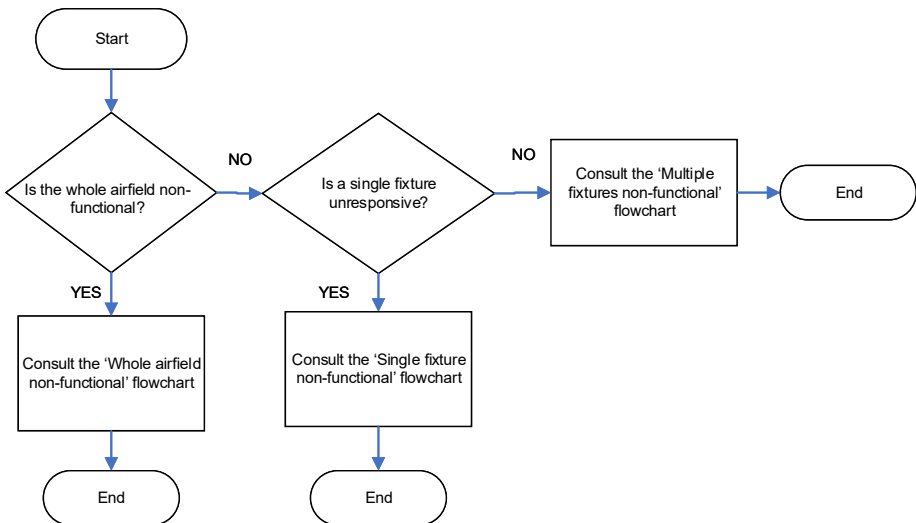 Start
Is the whole airfield non-
functional?
NO
Is a single fixture
unresponsive?
NO
Consult the ‘Multiple
fixtures non-functional’
flowchart
End
YES
Consult the ‘Whole airfield
non-functional’ flowchart
End
YES
Consult the ‘Single fixture
non-functional’ flowchart
End